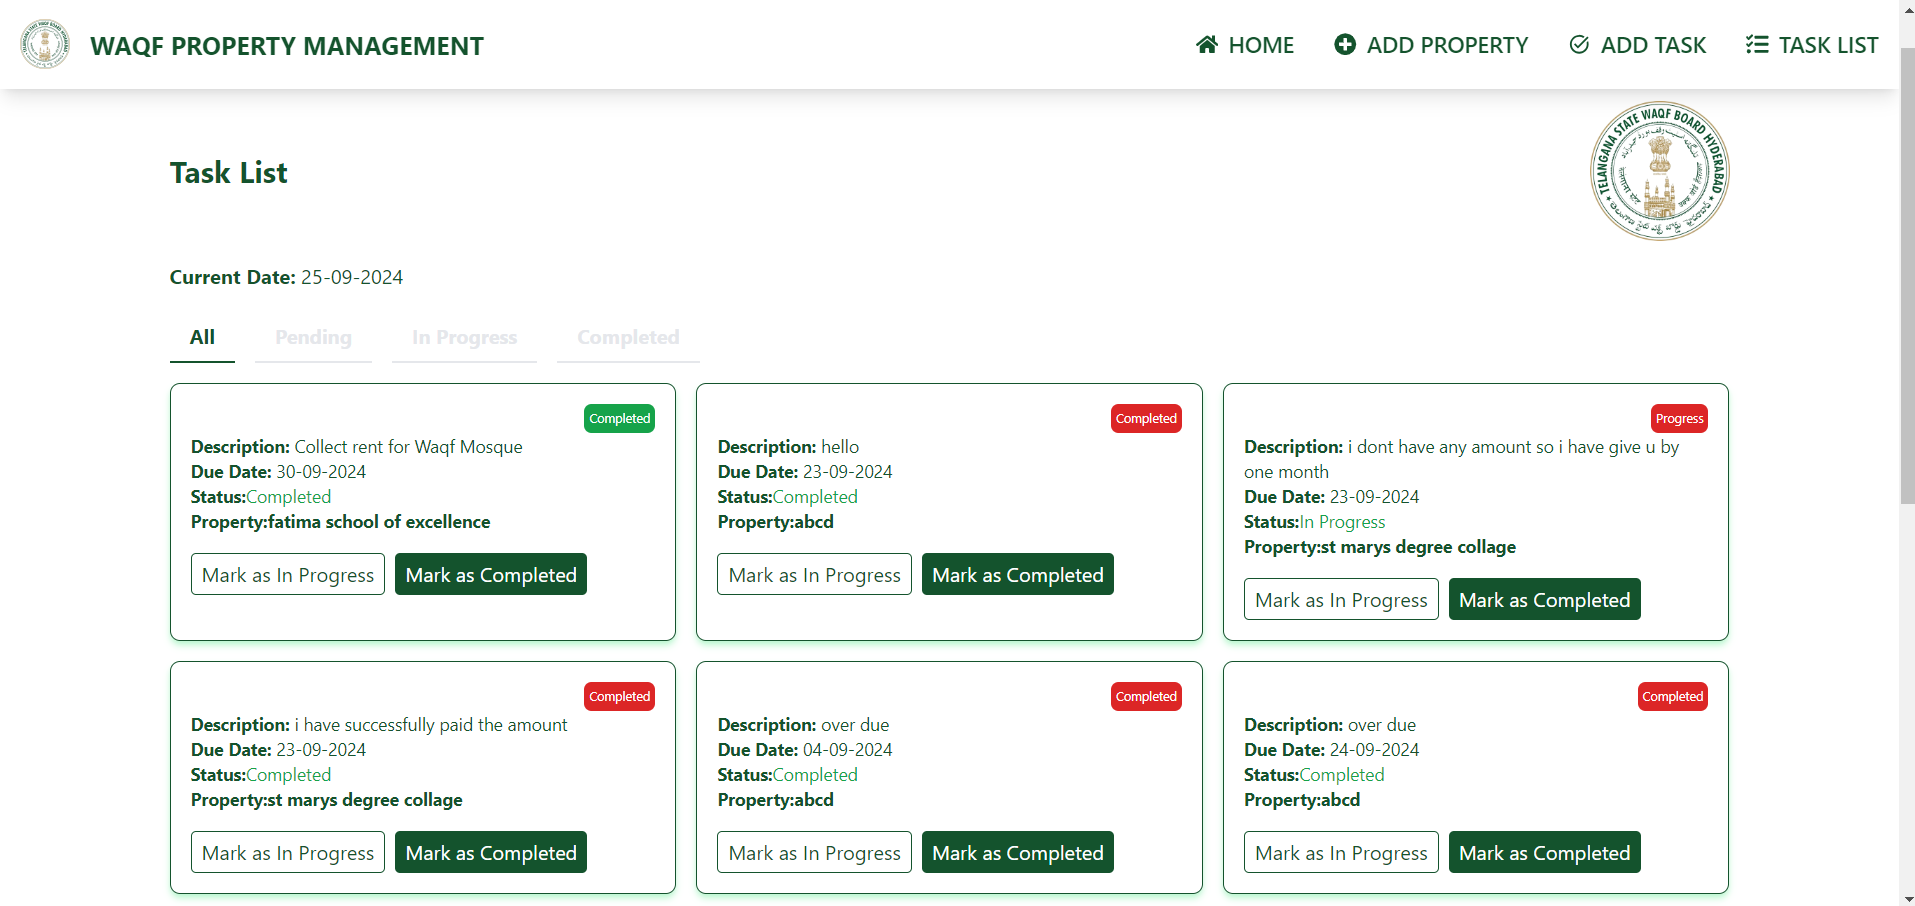 WAQF PROPERTY MANAGEMENT
HOME
ADD PROPERTY
ADD TASK
TASK LIST
TELANGANA STATE WAQF BOARD HYDERABAD
Task List
Current Date: 25-09-2024
All
Pending
In Progress
Completed
Completed
Description: Collect rent for Waqf Mosque
Due Date: 30-09-2024
Status:Completed
Property:fatima school of excellence
Mark as In Progress
Mark as Completed
Completed
Description: hello
Due Date: 23-09-2024
Status:Completed
Property:abcd
Mark as In Progress
Mark as Completed
Progress
Description: i dont have any amount so i have give u by
one month
Due Date: 23-09-2024
Status:In Progress
Property:st marys degree collage
Mark as In Progress
Mark as Completed
Completed
Description: i have successfully paid the amount
Due Date: 23-09-2024
Status:Completed
Property:st marys degree collage
Mark as In Progress
Mark as Completed
Completed
Description: over due
Due Date: 04-09-2024
Status:Completed
Property:abcd
Mark as In Progress
Mark as Completed
Completed
Description: over due
Due Date: 24-09-2024
Status:Completed
Property:abcd
Mark as In Progress
Mark as Completed